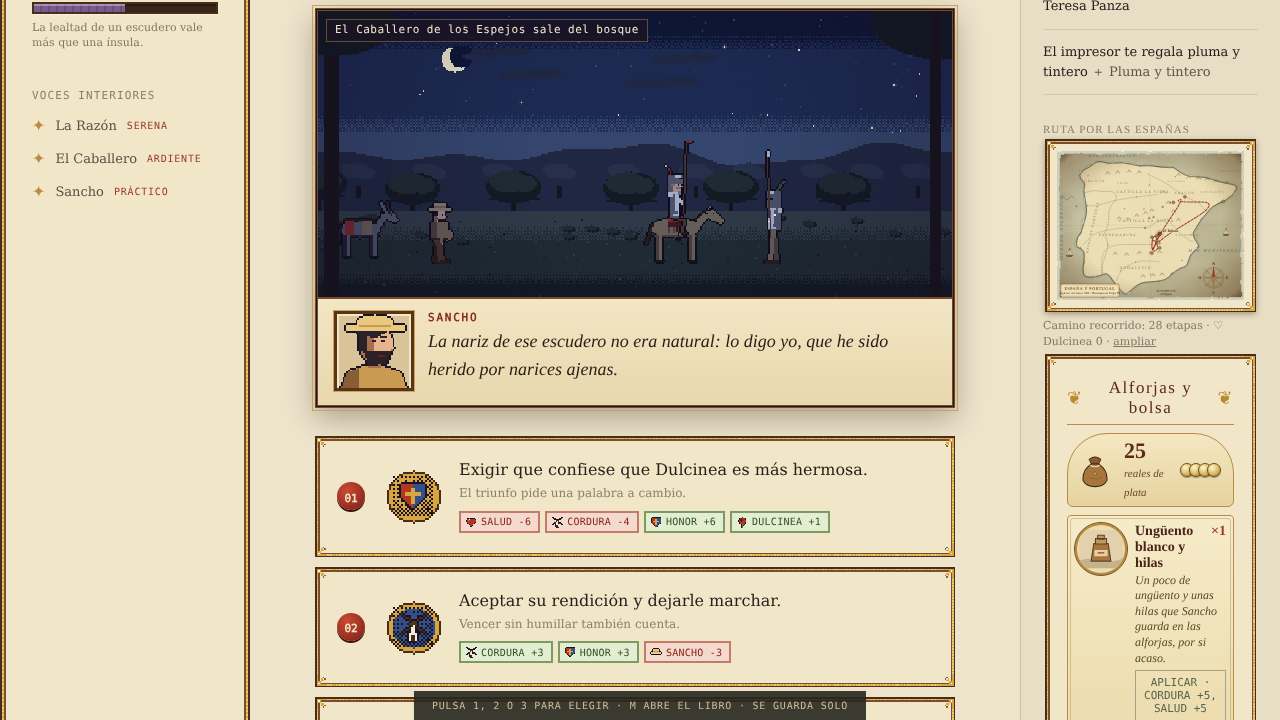 La lealtad de un escudero vale
más que una ínsula.
VOCES INTERIORES
La Razón SERENA
El Caballero ARDIENTE
Sancho PRÁCTICO
El Caballero de los Espejos sale del bosque
SANCHO
La nariz de ese escudero no era natural: lo digo yo, que he sido
herido por narices ajenas.
01
Exigir que confiese que Dulcinea es más hermosa.
El triunfo pide una palabra a cambio.
SALUD -6 CORDURA -4 HONOR +6 DULCINEA +1
02
Aceptar su rendición y dejarle marchar.
Vencer sin humillar también cuenta.
CORDURA +3 HONOR +3 SANCHO -3
PULSA 1, 2 O 3 PARA ELEGIR · M ABRE EL LIBRO · SE GUARDA SOLO
Teresa Panza
El impresor te regala pluma y
tintero + Pluma y tintero
RUTA POR LAS ESPAÑAS
Camino recorrido: 28 etapas · ♡
Dulcinea 0 · ampliar
Alforjas y
bolsa
25
reales de
plata
Ungüento ×1
blanco y
hilas
Un poco de
ungüento y unas
hilas que Sancho
guarda en las
alforjas, por si
acaso.
APLICAR ·
CORDURA +5,
SALUD +5